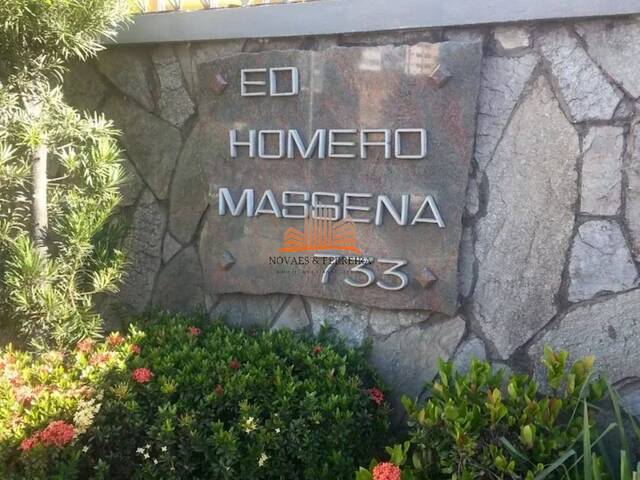 ED
HOMERO
MASSENA
NOVAES & FERREIRA
733